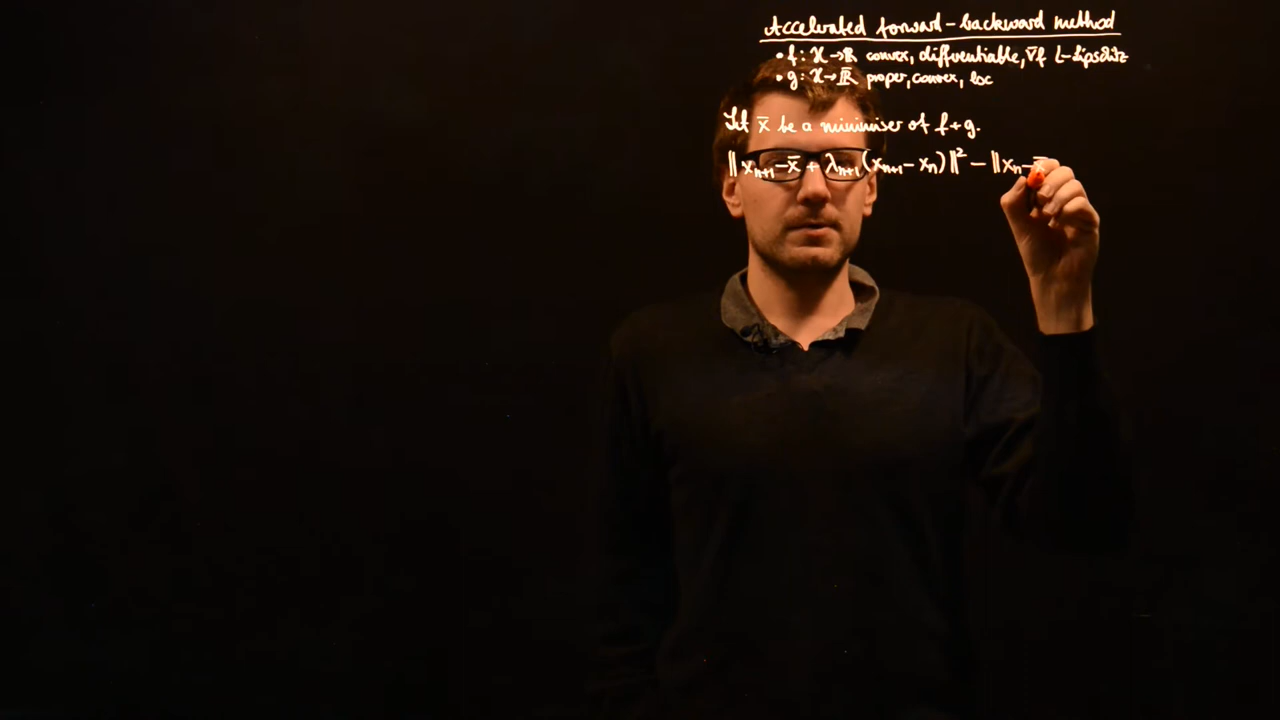 Accelerated forward-backward method
• f: X→ℝ convex, differentiable, ∇f L-Lipschitz
• g: X→ℝ̄ proper, convex, lsc
Let x̄ be a minimiser of f+g.
‖x_{n+1}-x̄ + λ_{n+1}(x_{n+1}-x_n)‖² - ‖x_n-x̄